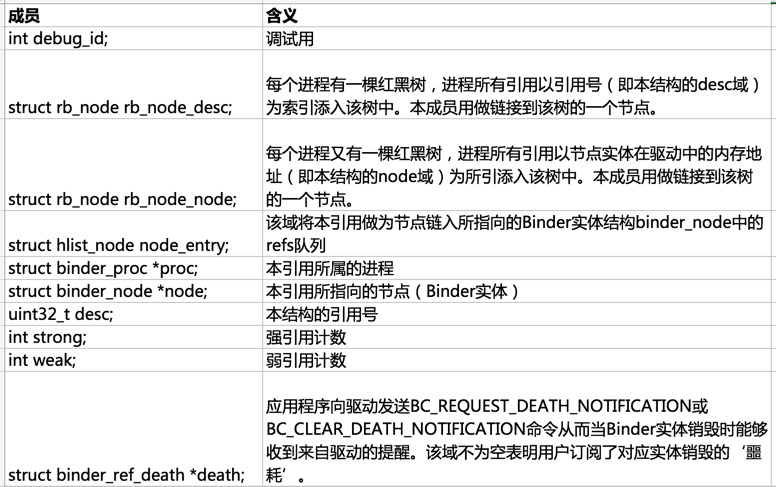 成员 含义
int debug_id; 调试用
每个进程有一棵红黑树，进程所有引用以引用号（即本结构的desc域）
为索引添入该树中。本成员用做链接到该树的一个节点。
struct rb_node rb_node_desc;
每个进程又有一棵红黑树，进程所有引用以节点实体在驱动中的内存地
址（即本结构的node域）为所引添入该树中。本成员用做链接到该树
的一个节点。
struct rb_node rb_node_node;
该域将本引用做为节点链入所指向的Binder实体结构binder_node中的
refs队列
struct hlist_node node_entry;
struct binder_proc *proc; 本引用所属的进程
struct binder_node *node; 本引用所指向的节点（Binder实体）
uint32_t desc; 本结构的引用号
int strong; 强引用计数
int weak; 弱引用计数
应用程序向驱动发送BC_REQUEST_DEATH_NOTIFICATION或
BC_CLEAR_DEATH_NOTIFICATION命令从而当Binder实体销毁时能够
收到来自驱动的提醒。该域不为空表明用户订阅了对应实体销毁的‘噩
耗’。
struct binder_ref_death *death;